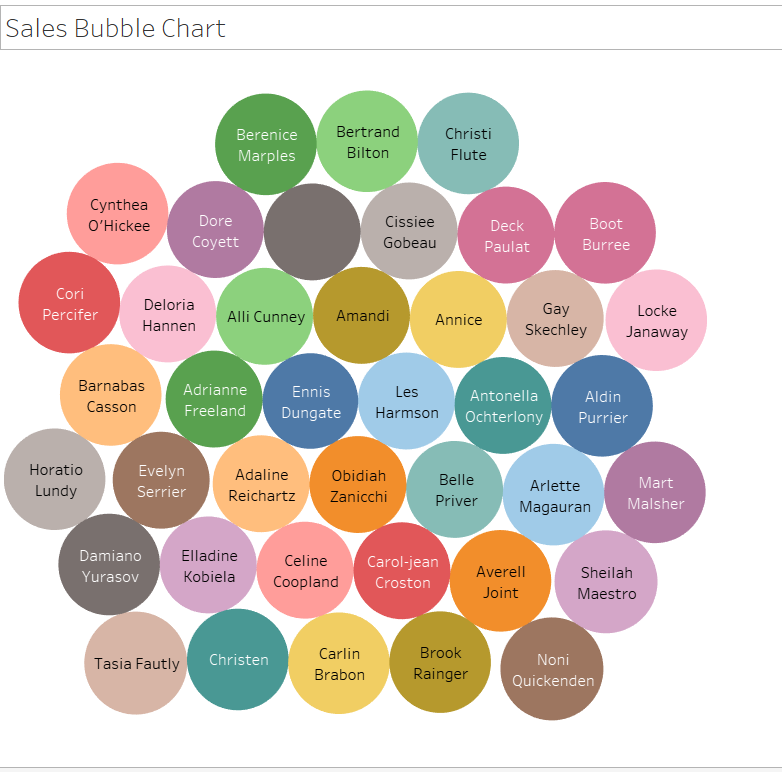 Sales Bubble Chart
Berenice
Marples
Bertrand
Bilton
Christi
Flute
Cynthea
O'Hickee
Dore
Coyett
Cissiee
Gobeau
Deck
Paulat
Boot
Burree
Cori
Percifer
Deloria
Hannen
Alli Cunney
Amandi
Annice
Gay
Skechley
Locke
Janaway
Barnabas
Casson
Adrianne
Freeland
Ennis
Dungate
Les
Harmson
Antonella
Ochterlony
Aldin
Purrier
Horatio
Lundy
Evelyn
Serrier
Adaline
Reichartz
Obidiah
Zanicchi
Belle
Priver
Arlette
Magauran
Mart
Malsher
Damiano
Yurasov
Elladine
Kobiela
Celine
Coopland
Carol-jean
Croston
Averell
Joint
Sheilah
Maestro
Tasia Fautly
Christen
Carlin
Brabon
Brook
Rainger
Noni
Quickenden